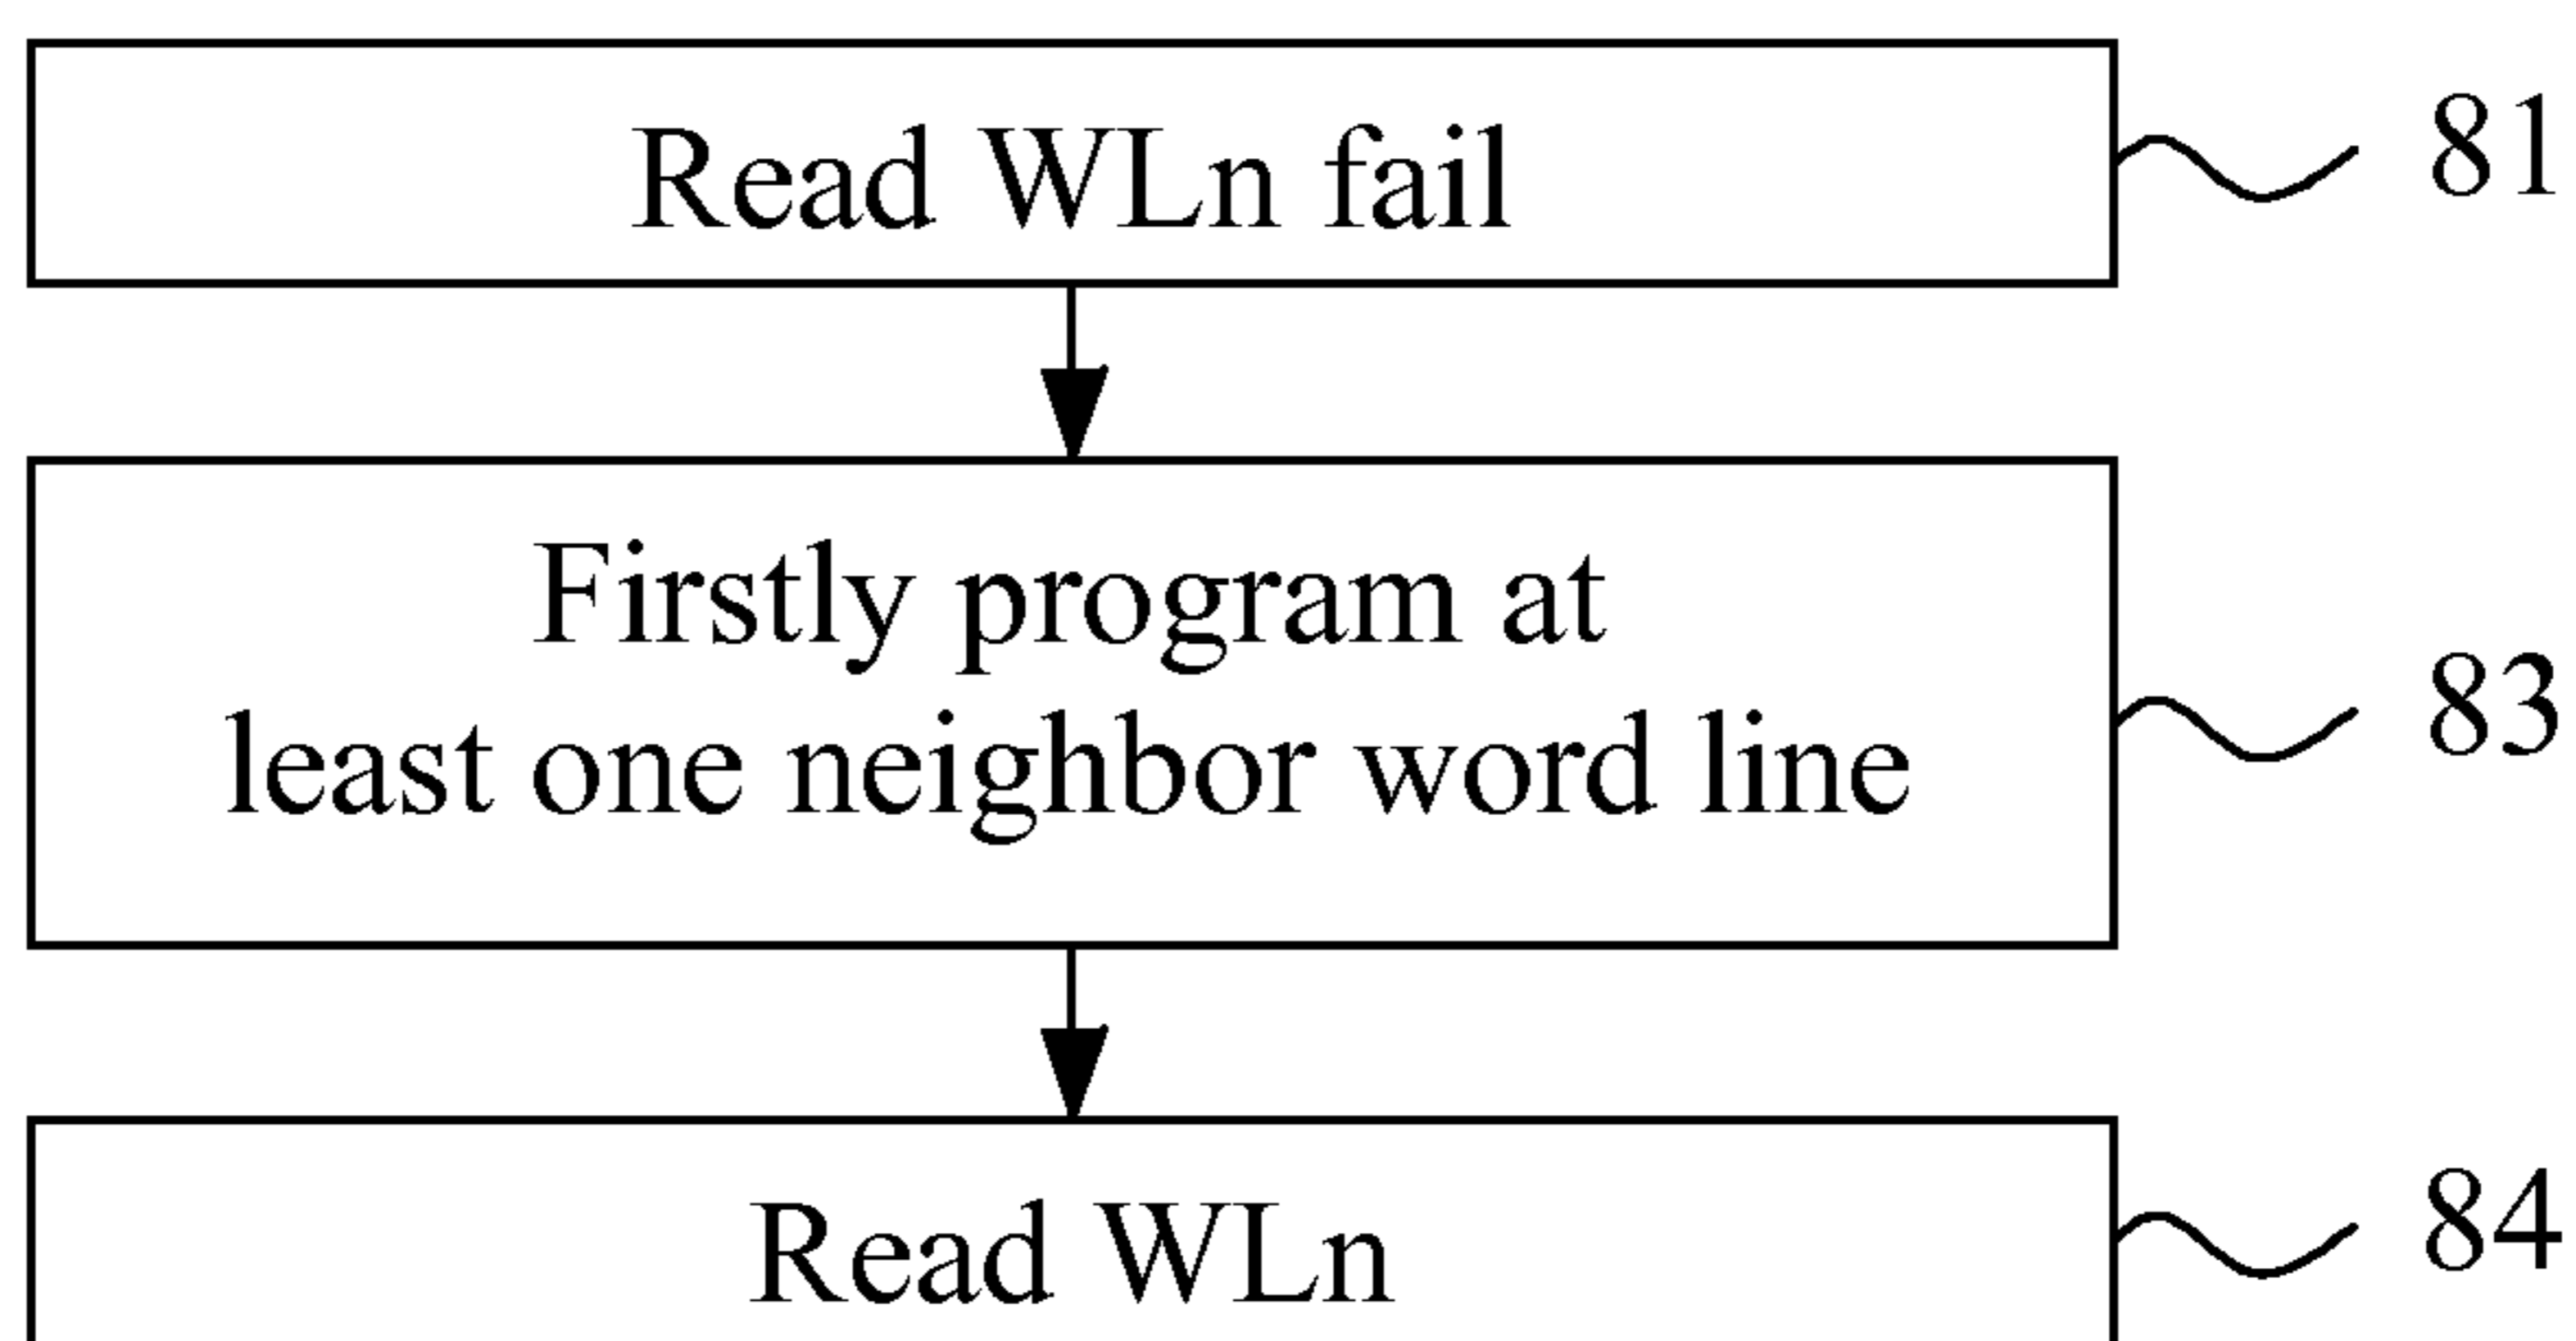 Read WLn fail
81
Firstly program at
least one neighbor word line
83
Read WLn
84